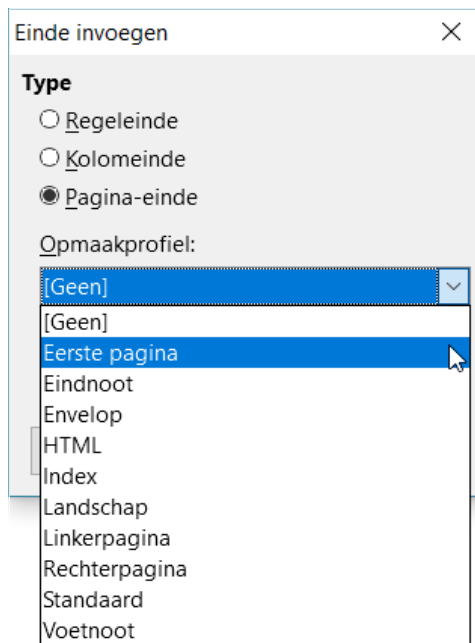 Einde invoegen
Type
Regeleinde
Kolomeinde
Pagina-einde
Opmaakprofiel:
[Geen]
[Geen]
Eerste pagina
Eindnoot
Envelop
HTML
Index
Landschap
Linkerpagina
Rechterpagina
Standaard
Voetnoot